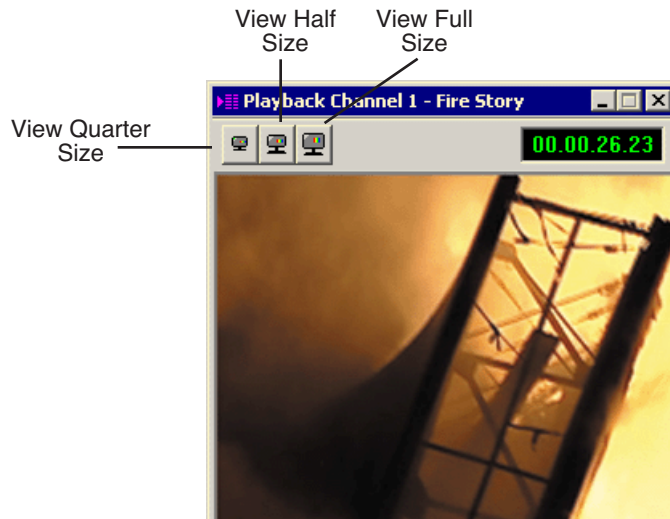 View Half
Size
View Full
Size
View Quarter
Size
Playback Channel 1 - Fire Story
00.00.26.23